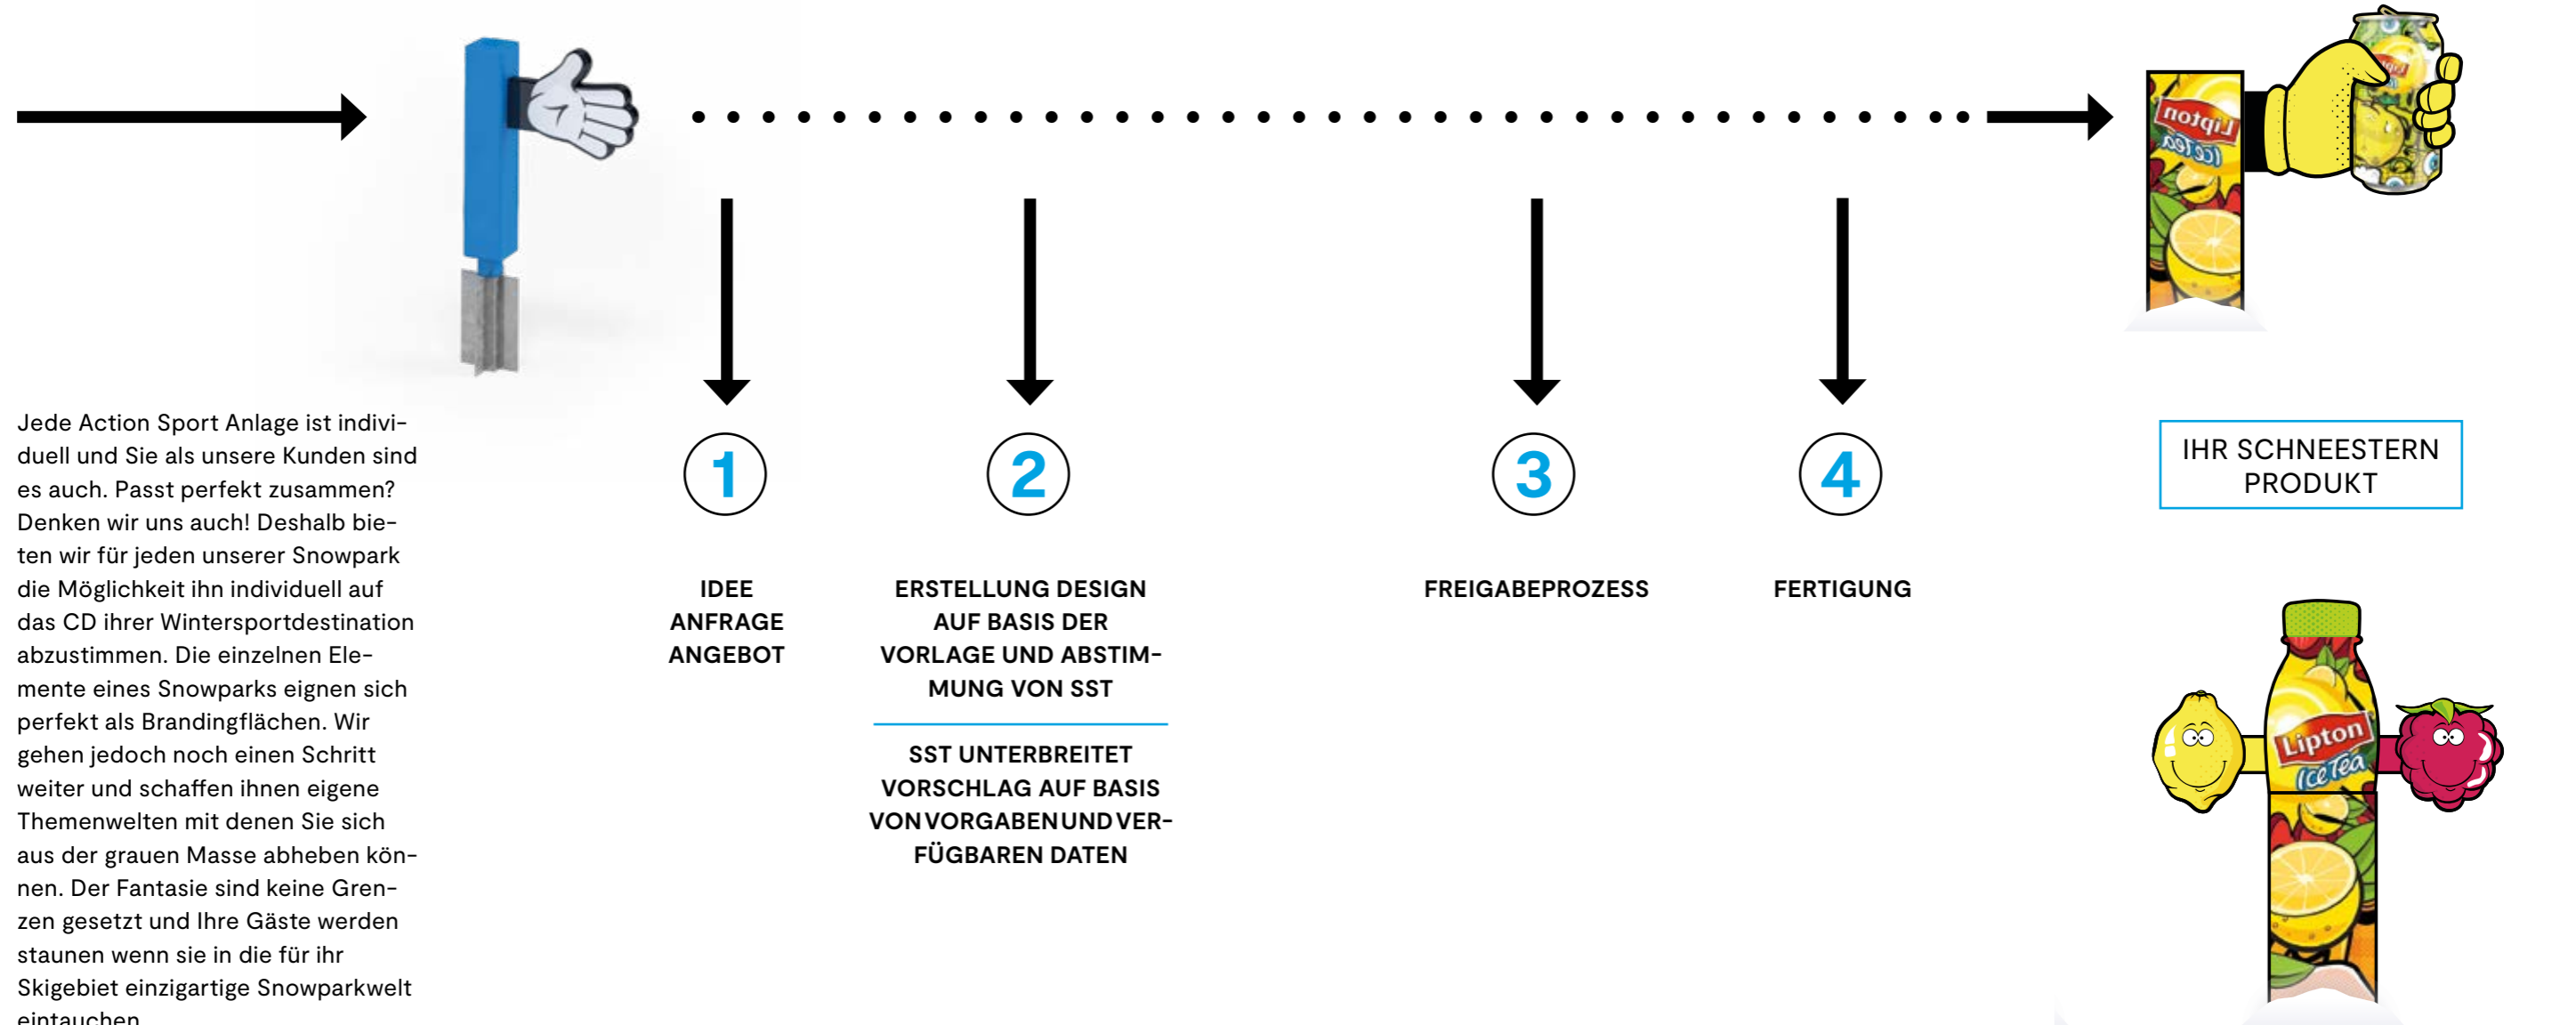 Jede Action Sport Anlage ist indivi-
duell und Sie als unsere Kunden sind
es auch. Passt perfekt zusammen?
Denken wir uns auch! Deshalb bie-
ten wir für jeden unserer Snowpark
die Möglichkeit ihn individuell auf
das CD ihrer Wintersportdestination
abzustimmen. Die einzelnen Ele-
mente eines Snowparks eignen sich
perfekt als Brandingflächen. Wir
gehen jedoch noch einen Schritt
weiter und schaffen ihnen eigene
Themenwelten mit denen Sie sich
aus der grauen Masse abheben kön-
nen. Der Fantasie sind keine Gren-
zen gesetzt und Ihre Gäste werden
staunen wenn sie in die für ihr
Skigebiet einzigartige Snowparkwelt
eintauchen
1
IDEE
ANFRAGE
ANGEBOT
2
ERSTELLUNG DESIGN
AUF BASIS DER
VORLAGE UND ABSTIM-
MUNG VON SST
SST UNTERBREITET
VORSCHLAG AUF BASIS
VON VORGABEN UND VER-
FÜGBAREN DATEN
3
FREIGABEPROZESS
4
FERTIGUNG
Lipton
Ice Tea
IHR SCHNEESTERN
PRODUKT
Lipton
Ice Tea